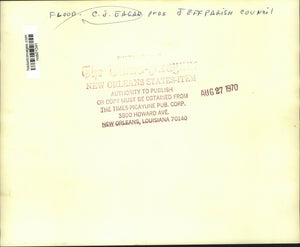 FLOOD. C. J. EAGAN PRES JEFF PARISH COUNCIL
The Times-Picayune
NEW ORLEANS STATES-ITEM
AUTHORITY TO PUBLISH
OR COPY MUST BE OBTAINED FROM
THE TIMES PICAYUNE PUB. CORP.
3800 HOWARD AVE.
NEW ORLEANS, LOUISIANA 70140
AUG 27 1970